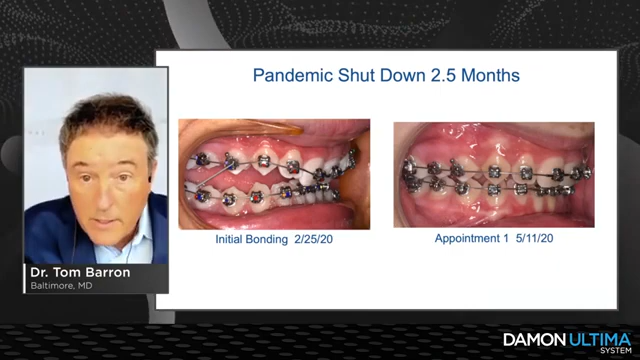 Pandemic Shut Down 2.5 Months
Initial Bonding 2/25/20
Appointment 1 5/11/20
Dr. Tom Barron
Baltimore, MD
DAMON ULTIMA
SYSTEM